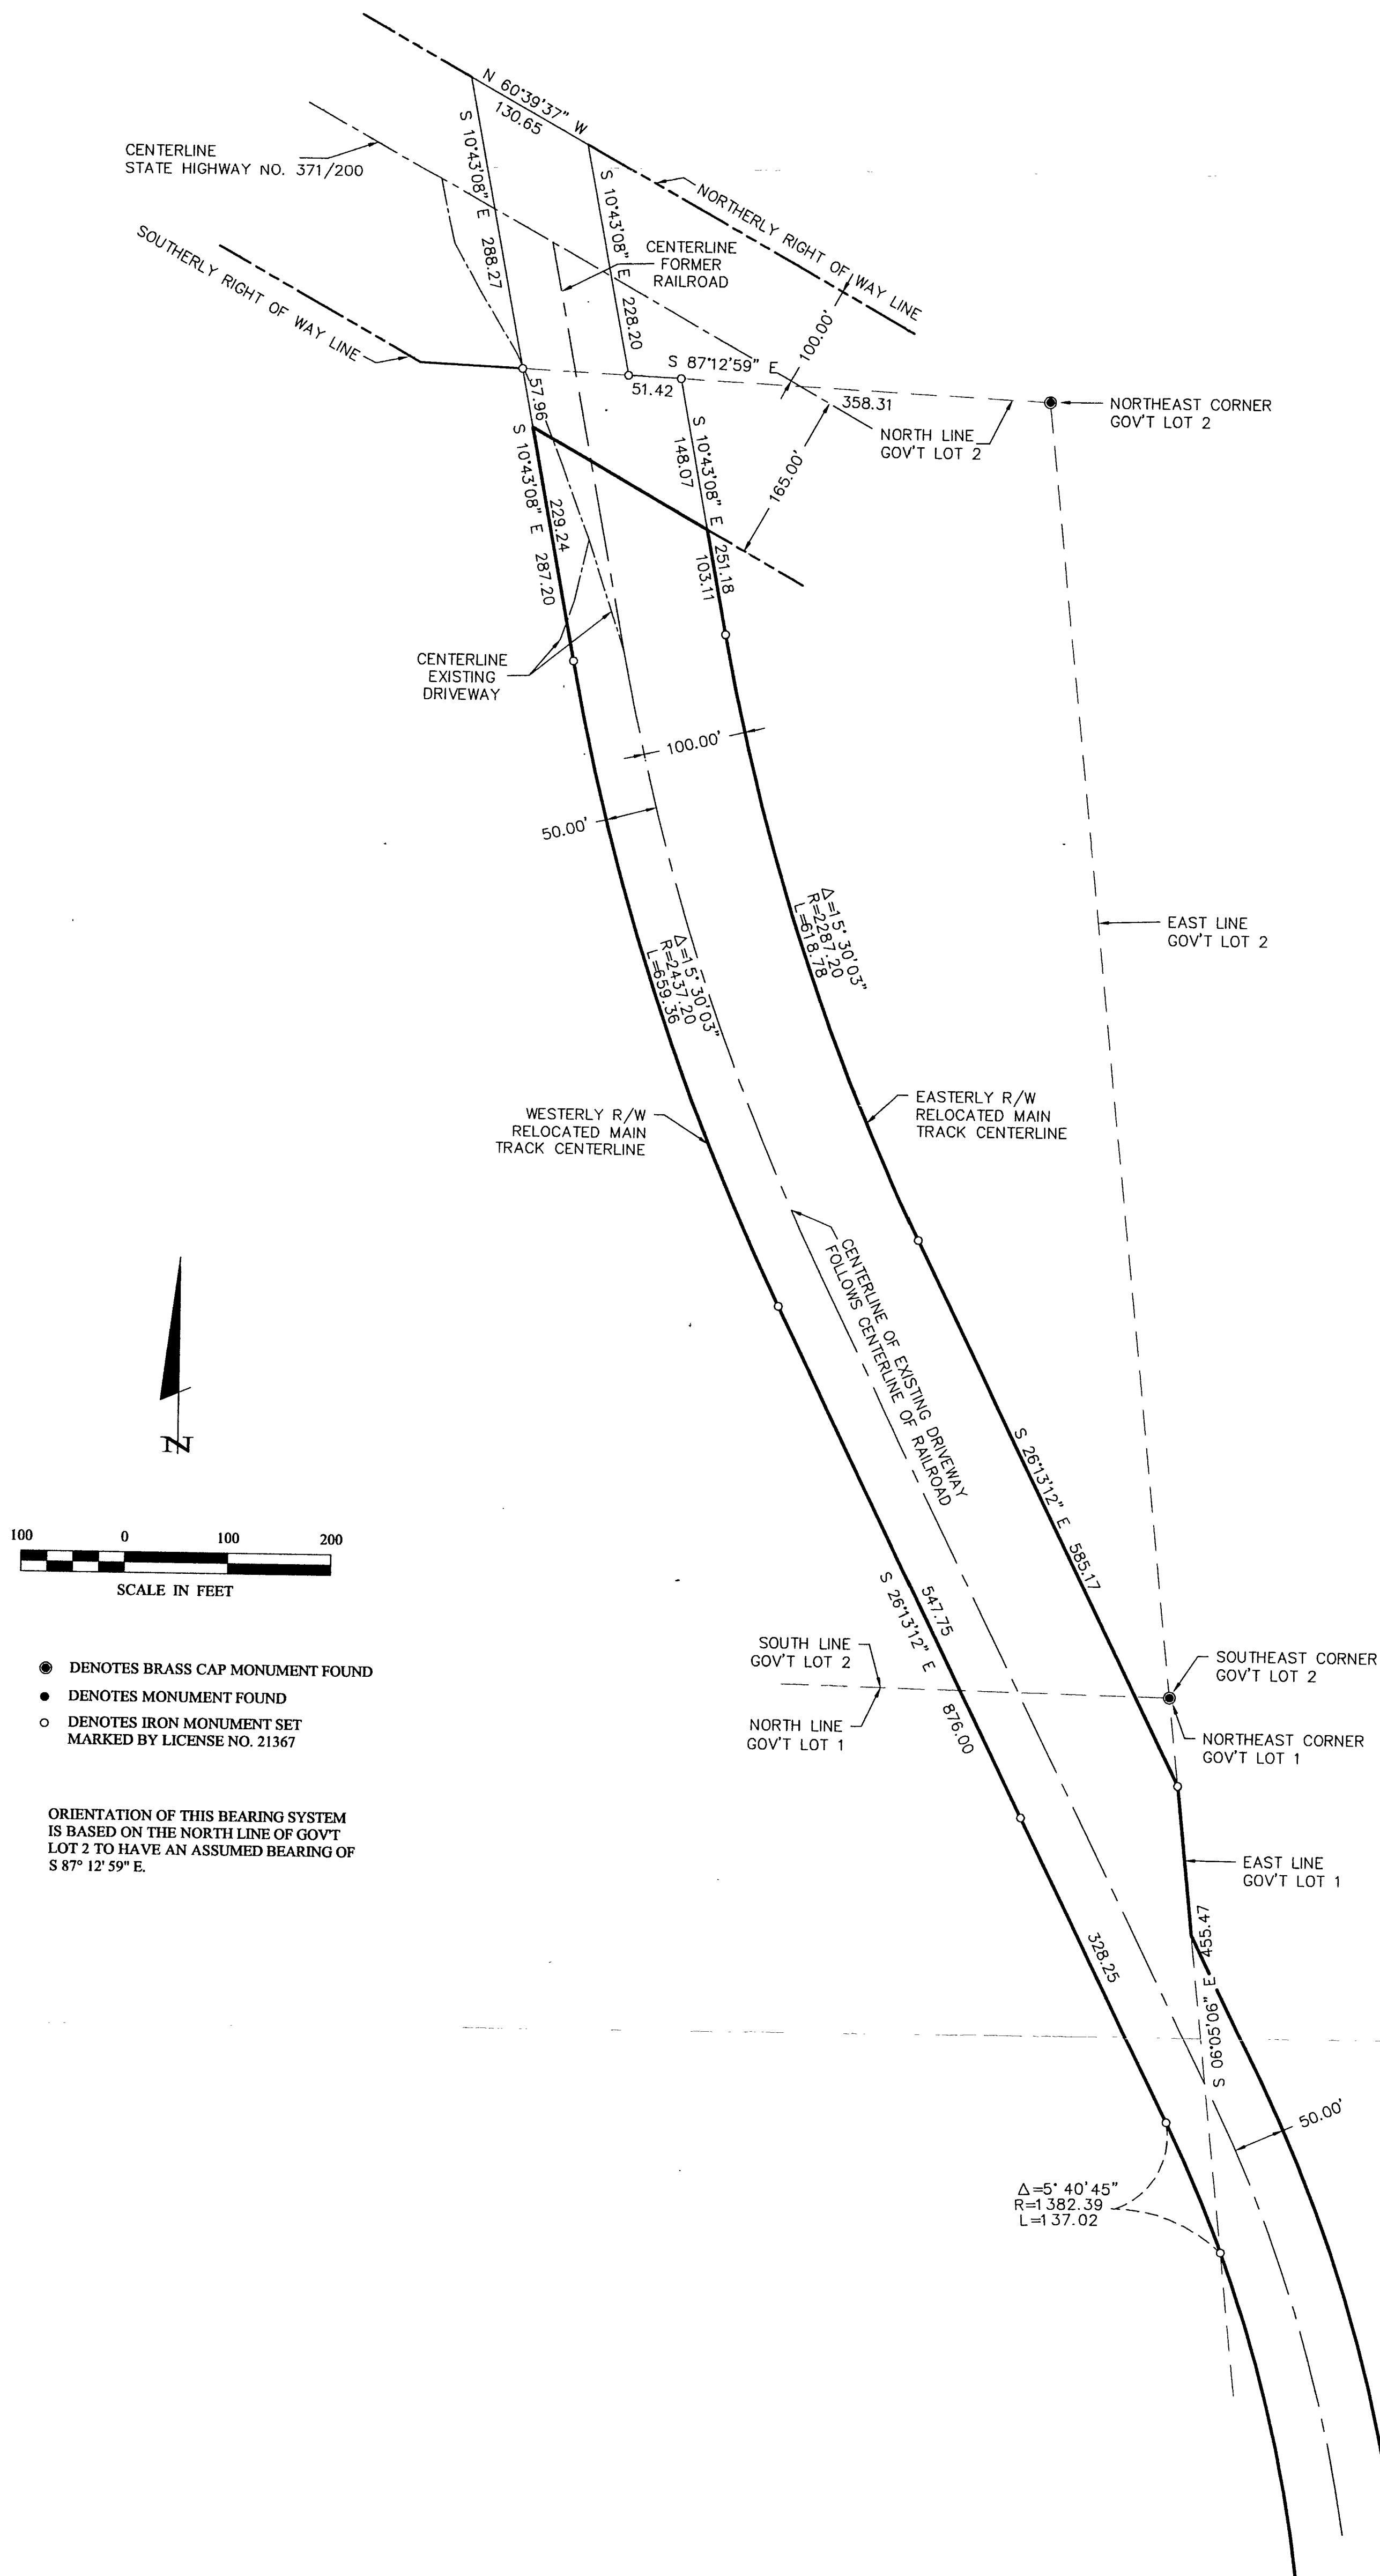 N 60°39'37" W
130.65
S 10°43'08" E 288.27
CENTERLINE
STATE HIGHWAY NO. 371/200
S 10°43'08" E 228.20
NORTHERLY RIGHT OF WAY LINE
CENTERLINE
FORMER
RAILROAD
SOUTHERLY RIGHT OF WAY LINE
100.00'
S 87°12'59" E
51.42
358.31
57.96
NORTHEAST CORNER
GOV'T LOT 2
NORTH LINE
GOV'T LOT 2
S 10°43'08" E 251.18
148.07
103.11
165.00'
229.24
S 10°43'08" E 287.20
CENTERLINE
EXISTING
DRIVEWAY
100.00'
50.00'
Δ=15° 30'03"
R=2287.20
L=618.78
EAST LINE
GOV'T LOT 2
Δ=15° 30'03"
R=2437.20
L=659.36
EASTERLY R/W
RELOCATED MAIN
TRACK CENTERLINE
WESTERLY R/W
RELOCATED MAIN
TRACK CENTERLINE
CENTERLINE OF EXISTING DRIVEWAY
FOLLOWS CENTERLINE OF RAILROAD
N
S 26°13'12" E 585.17
100 0 100 200
SCALE IN FEET
547.75
S 26°13'12" E 876.00
SOUTH LINE
GOV'T LOT 2
SOUTHEAST CORNER
GOV'T LOT 2
NORTH LINE
GOV'T LOT 1
NORTHEAST CORNER
GOV'T LOT 1
DENOTES BRASS CAP MONUMENT FOUND
DENOTES MONUMENT FOUND
DENOTES IRON MONUMENT SET
MARKED BY LICENSE NO. 21367
ORIENTATION OF THIS BEARING SYSTEM
IS BASED ON THE NORTH LINE OF GOV'T
LOT 2 TO HAVE AN ASSUMED BEARING OF
S 87° 12' 59" E.
EAST LINE
GOV'T LOT 1
328.25
S 06°05'06" E 455.47
50.00'
Δ=5° 40'45"
R=1382.39
L=137.02